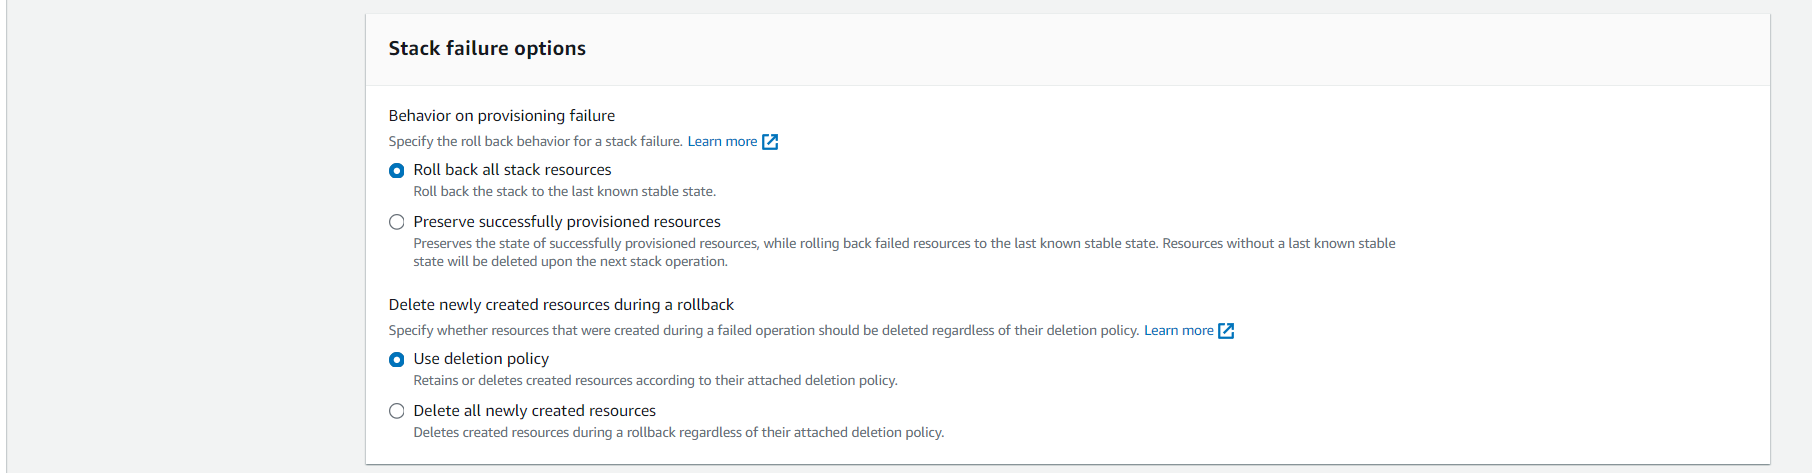 Stack failure options
Behavior on provisioning failure
Specify the roll back behavior for a stack failure. Learn more
Roll back all stack resources
Roll back the stack to the last known stable state.
Preserve successfully provisioned resources
Preserves the state of successfully provisioned resources, while rolling back failed resources to the last known stable state. Resources without a last known stable
state will be deleted upon the next stack operation.
Delete newly created resources during a rollback
Specify whether resources that were created during a failed operation should be deleted regardless of their deletion policy. Learn more
Use deletion policy
Retains or deletes created resources according to their attached deletion policy.
Delete all newly created resources
Deletes created resources during a rollback regardless of their attached deletion policy.